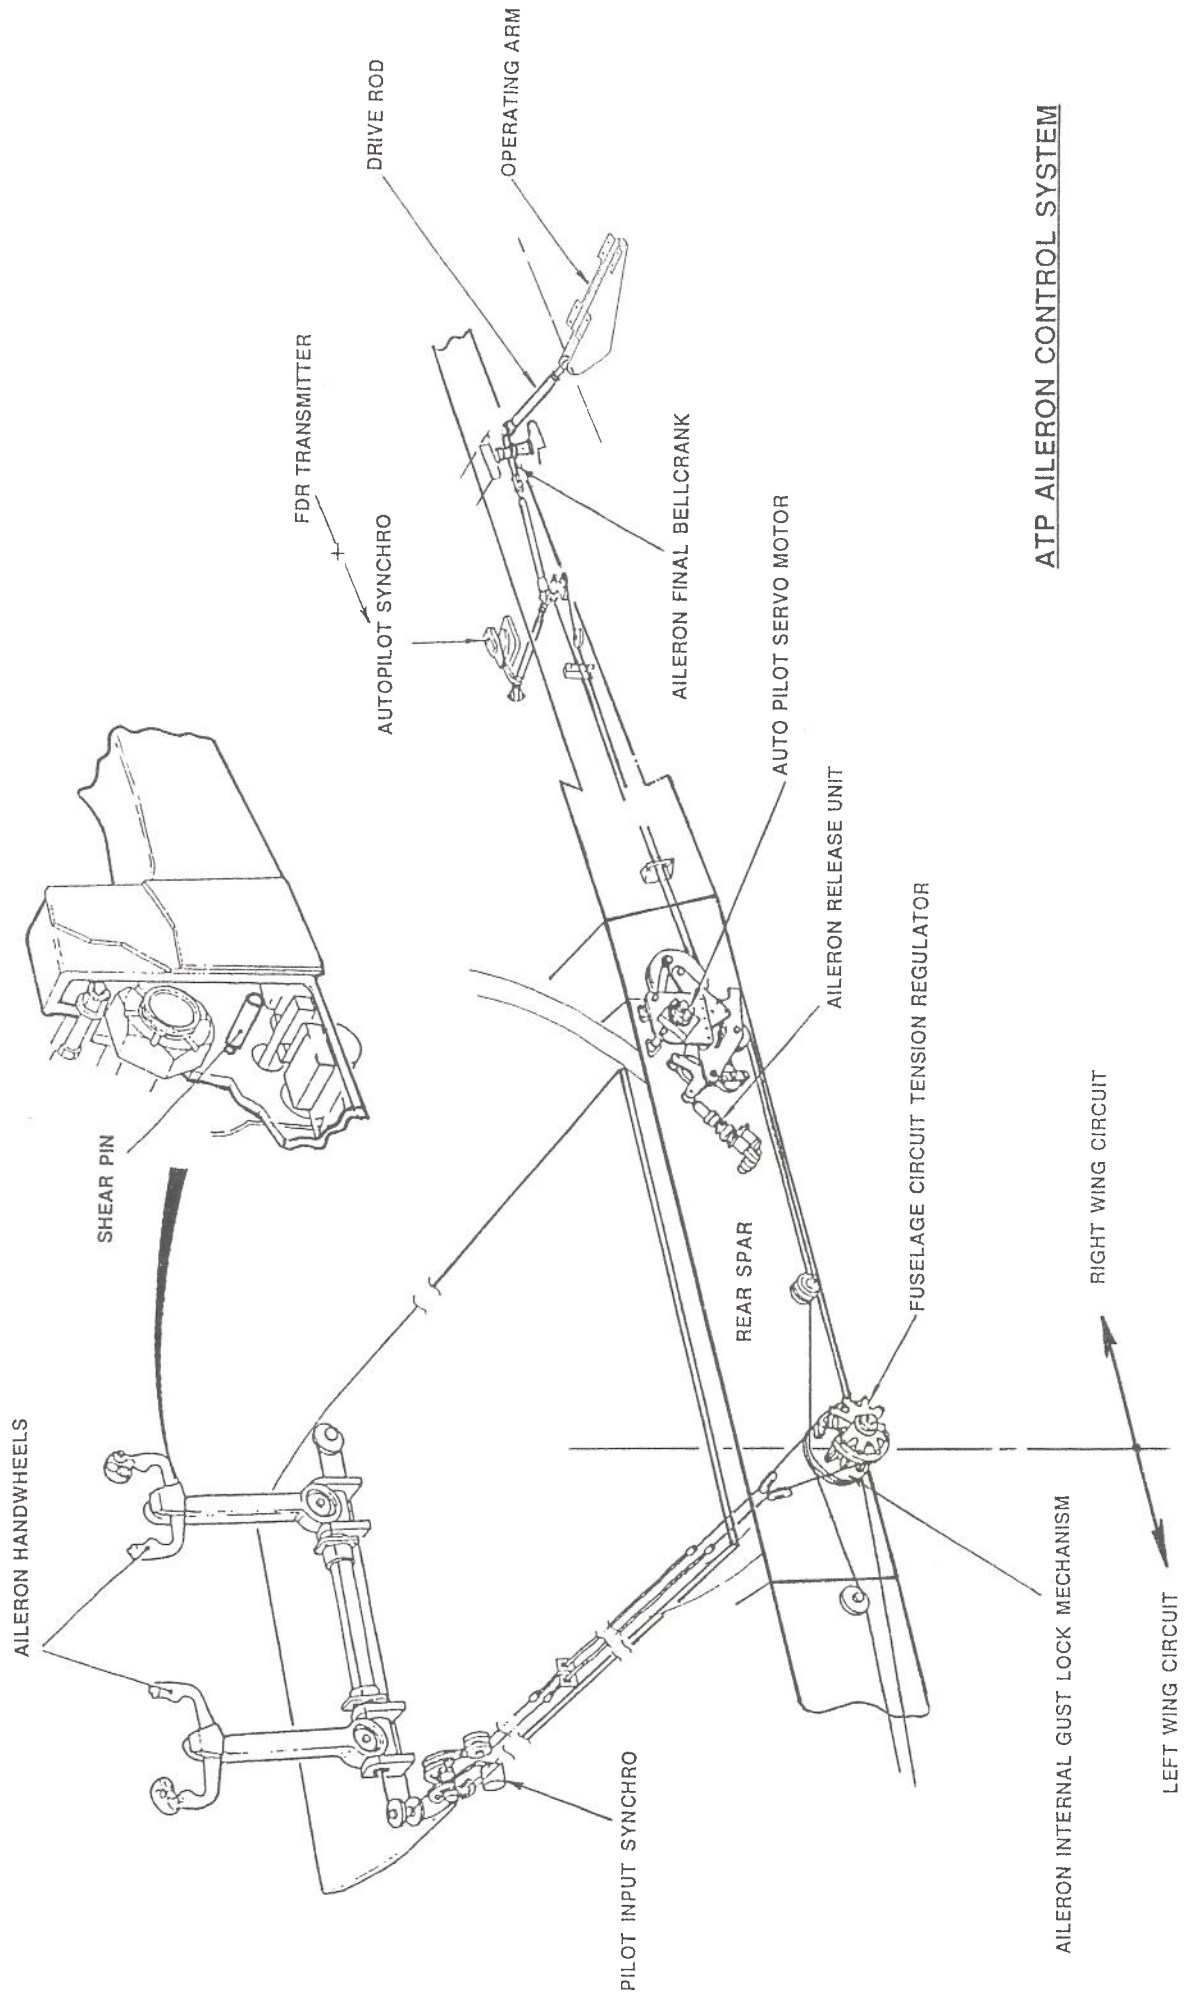 AILERON HANDWHEELS
SHEAR PIN
FDR TRANSMITTER
AUTOPILOT SYNCHRO
DRIVE ROD
OPERATING ARM
PILOT INPUT SYNCHRO
REAR SPAR
AILERON FINAL BELLCRANK
AUTO PILOT SERVO MOTOR
AILERON RELEASE UNIT
FUSELAGE CIRCUIT TENSION REGULATOR
AILERON INTERNAL GUST LOCK MECHANISM
LEFT WING CIRCUIT
RIGHT WING CIRCUIT
ATP AILERON CONTROL SYSTEM